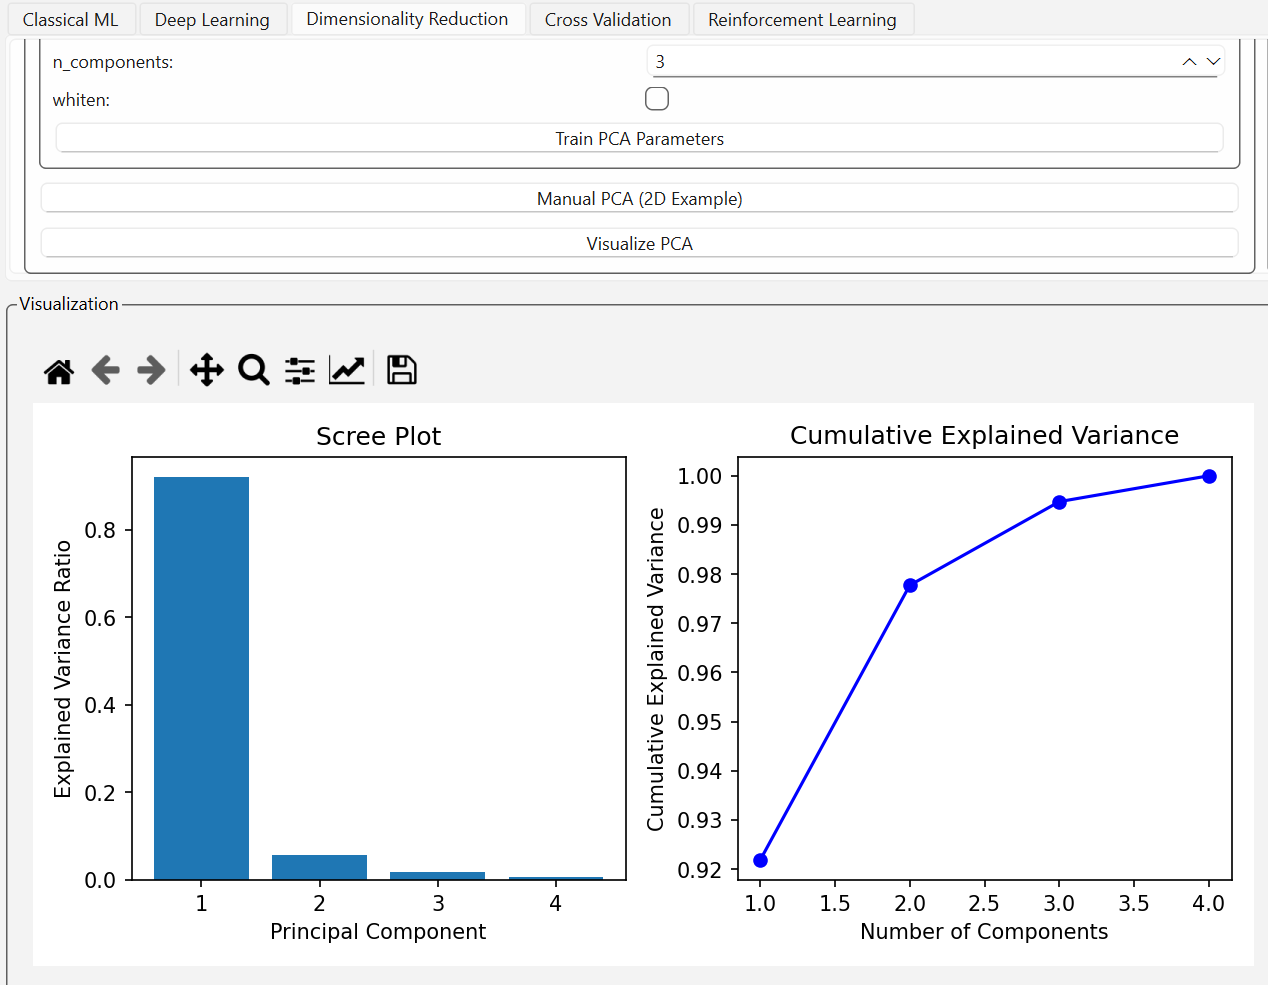 Classical ML
Deep Learning
Dimensionality Reduction
Cross Validation
Reinforcement Learning
n_components:
3
whiten:
Train PCA Parameters
Manual PCA (2D Example)
Visualize PCA
Visualization
Scree Plot
Explained Variance Ratio
0.8
0.6
0.4
0.2
0.0
1
2
3
4
Principal Component
Cumulative Explained Variance
Cumulative Explained Variance
1.00
0.99
0.98
0.97
0.96
0.95
0.94
0.93
0.92
1.0
1.5
2.0
2.5
3.0
3.5
4.0
Number of Components